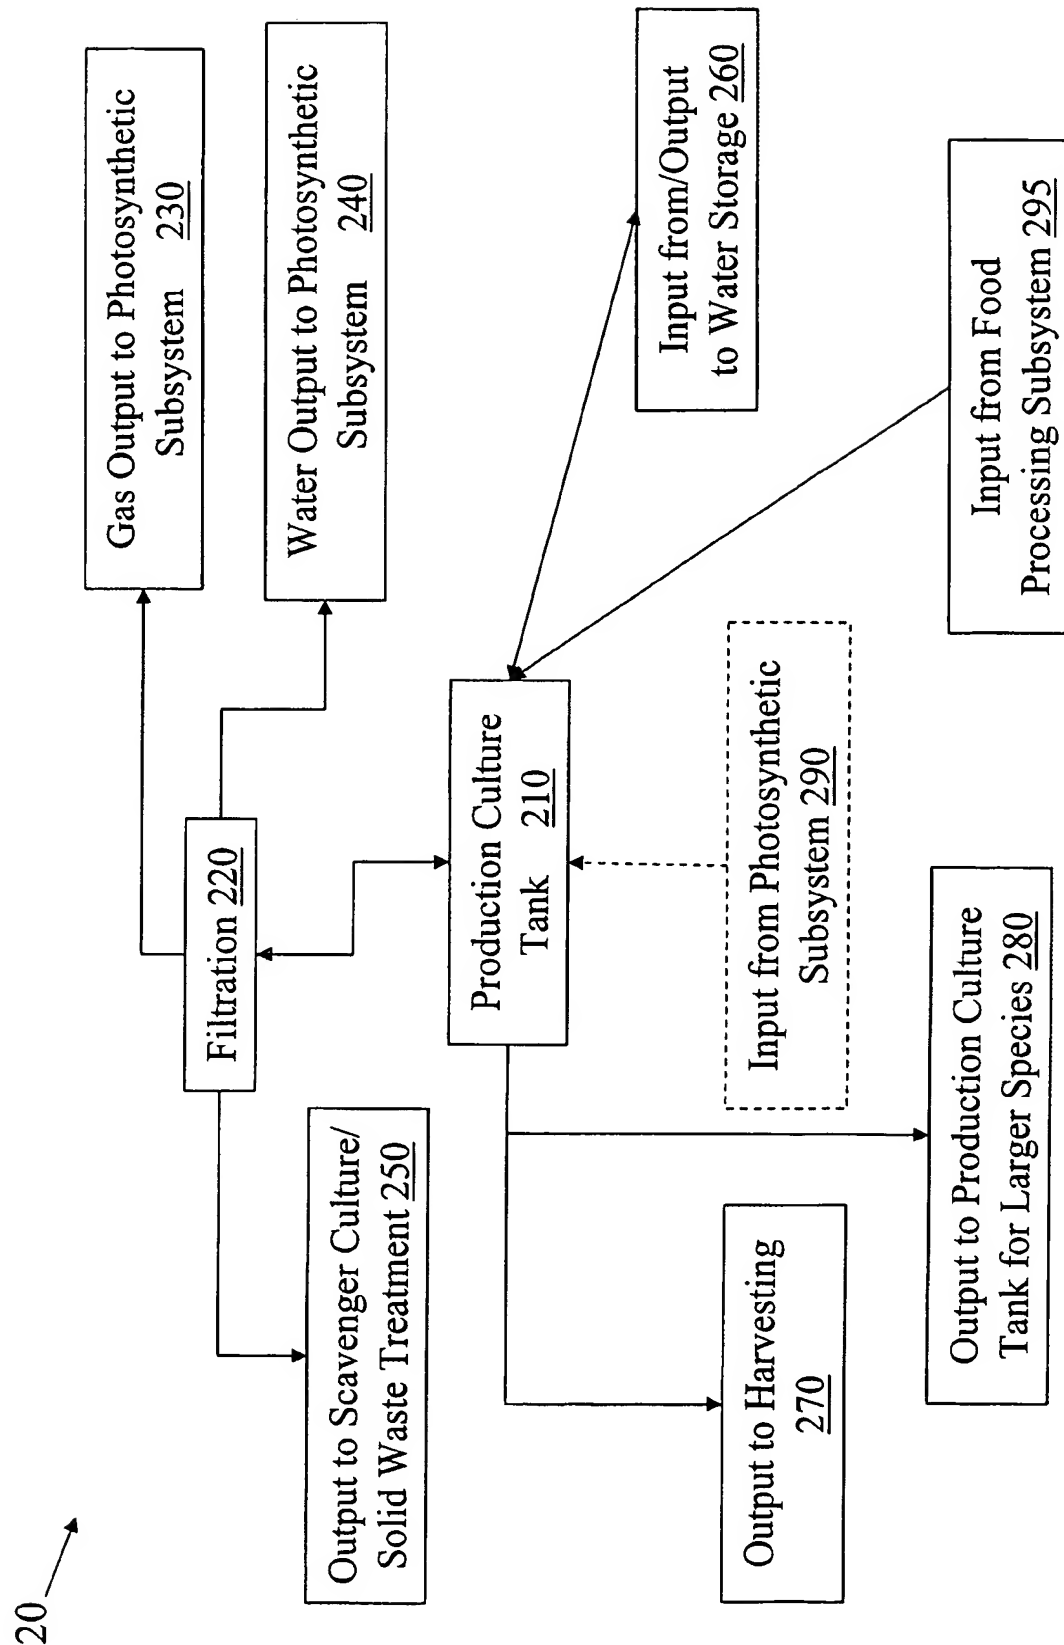 20
Gas Output to Photosynthetic
Subsystem 230
Water Output to Photosynthetic
Subsystem 240
Filtration 220
Output to Scavenger Culture/
Solid Waste Treatment 250
Production Culture
Tank 210
Input from/Output
to Water Storage 260
Input from Photosynthetic
Subsystem 290
Output to Harvesting
270
Output to Production Culture
Tank for Larger Species 280
Input from Food
Processing Subsystem 295